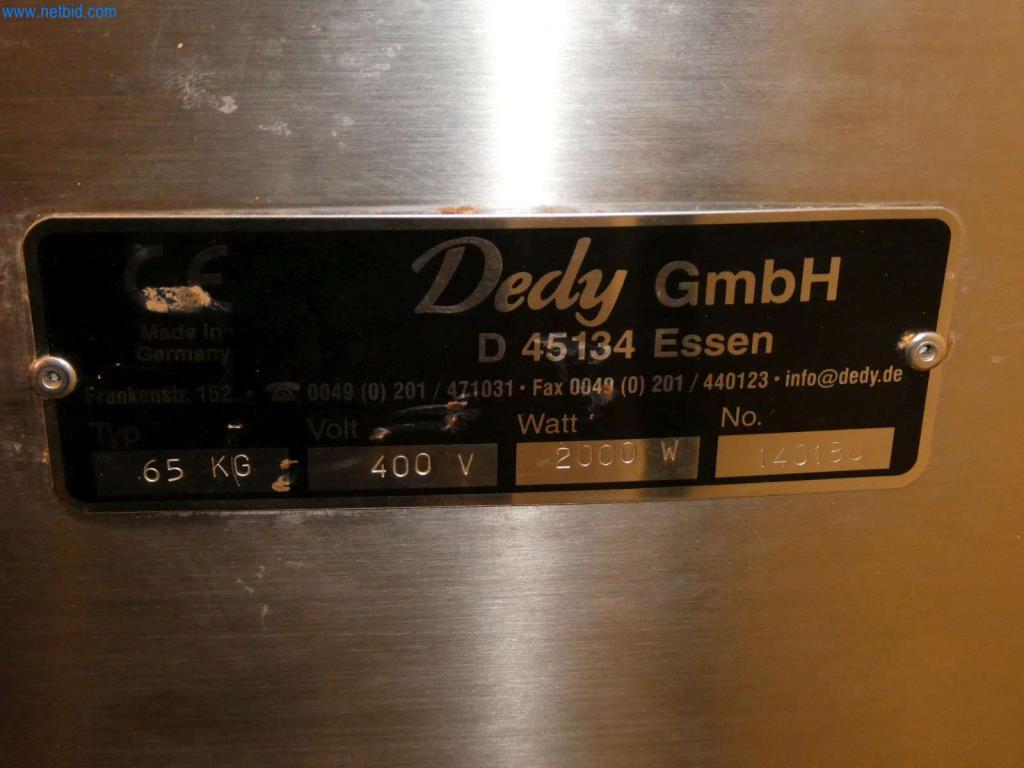 www.netbid.com
CE
Dedy GmbH
Made in
Germany
D 45134 Essen
Frankenstr. 152 • ☎ 0049 (0) 201 / 471031 • Fax 0049 (0) 201 / 440123 • info@dedy.de
Typ Volt Watt No.
65 KG 400 V 2000 W